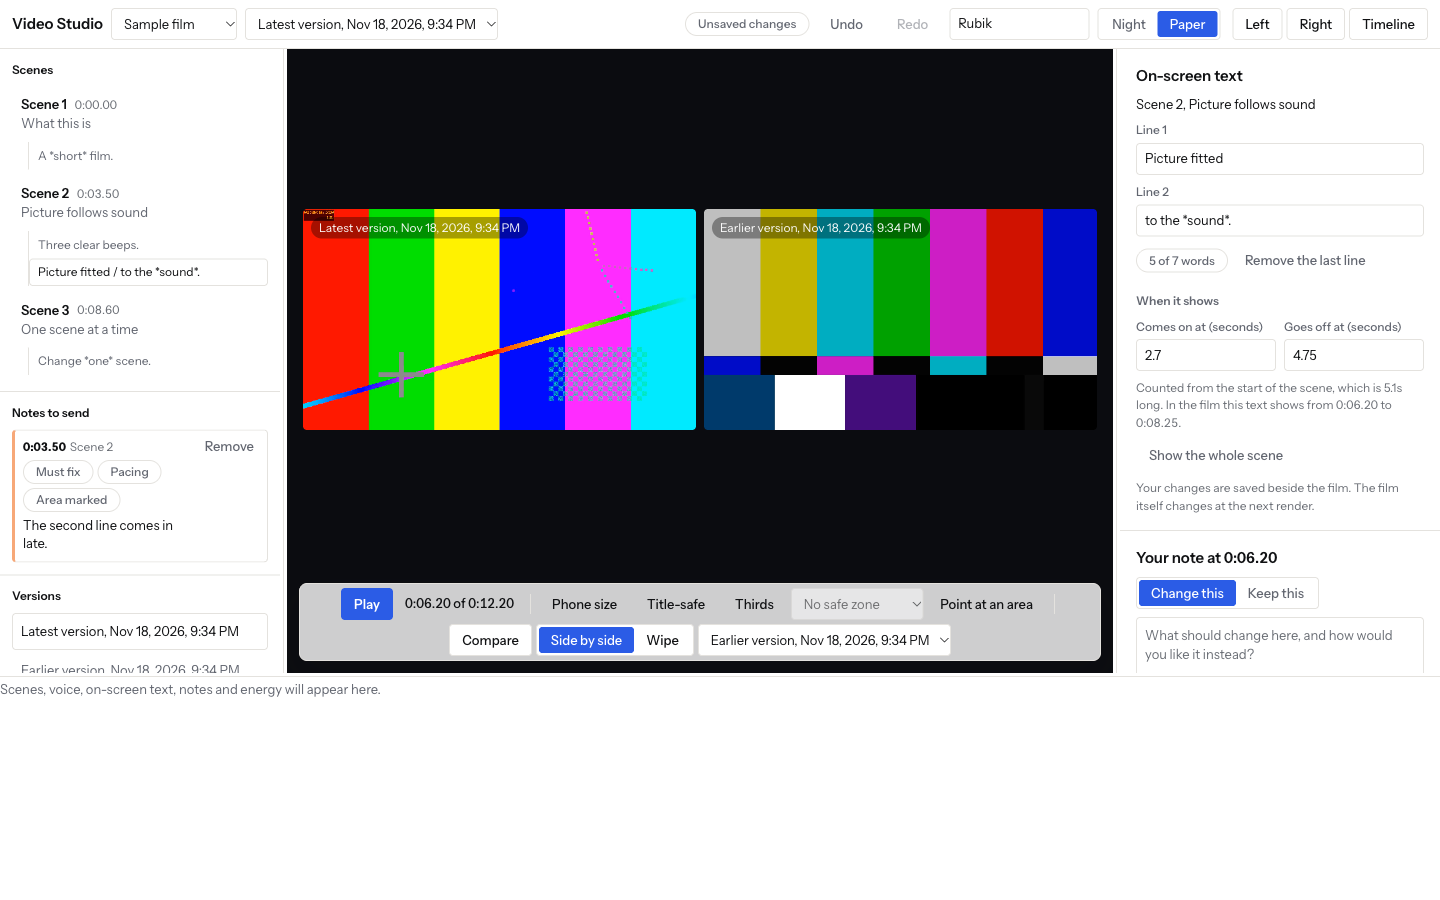 Video Studio
Sample film
Latest version, Nov 18, 2026, 9:34 PM
Unsaved changes
Undo
Redo
Rubik
Night
Paper
Left
Right
Timeline
Scenes
Scene 1 0:00.00
What this is
A *short* film.
Scene 2 0:03.50
Picture follows sound
Three clear beeps.
Picture fitted / to the *sound*.
Scene 3 0:08.60
One scene at a time
Change *one* scene.
Notes to send
0:03.50 Scene 2
Remove
Must fix
Pacing
Area marked
The second line comes in
late.
Versions
Latest version, Nov 18, 2026, 9:34 PM
Earlier version, Nov 18, 2026, 9:34 PM
Latest version, Nov 18, 2026, 9:34 PM
Earlier version, Nov 18, 2026, 9:34 PM
Play
0:06.20 of 0:12.20
Phone size
Title-safe
Thirds
No safe zone
Point at an area
Compare
Side by side
Wipe
Earlier version, Nov 18, 2026, 9:34 PM
On-screen text
Scene 2, Picture follows sound
Line 1
Picture fitted
Line 2
to the *sound*.
5 of 7 words
Remove the last line
When it shows
Comes on at (seconds)
Goes off at (seconds)
2.7
4.75
Counted from the start of the scene, which is 5.1s
long. In the film this text shows from 0:06.20 to
0:08.25.
Show the whole scene
Your changes are saved beside the film. The film
itself changes at the next render.
Your note at 0:06.20
Change this
Keep this
What should change here, and how would
you like it instead?
Scenes, voice, on-screen text, notes and energy will appear here.